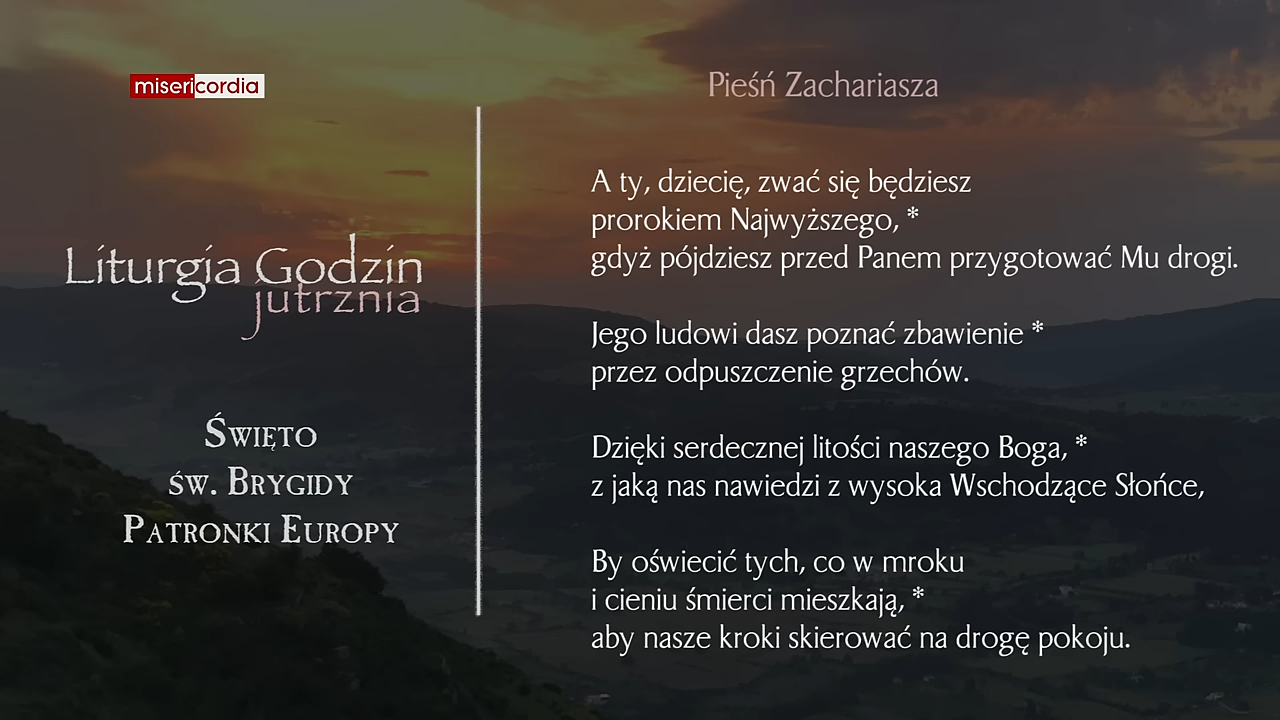 misericordia
Liturgia Godzin
jutrznia
Święto
św. Brygidy
Patronki Europy
Pieśń Zachariasza
A ty, dziecię, zwać się będziesz
prorokiem Najwyższego, *
gdyż pójdziesz przed Panem przygotować Mu drogi.
Jego ludowi dasz poznać zbawienie *
przez odpuszczenie grzechów.
Dzięki serdecznej litości naszego Boga, *
z jaką nas nawiedzi z wysoka Wschodzące Słońce,
By oświecić tych, co w mroku
i cieniu śmierci mieszkają, *
aby nasze kroki skierować na drogę pokoju.